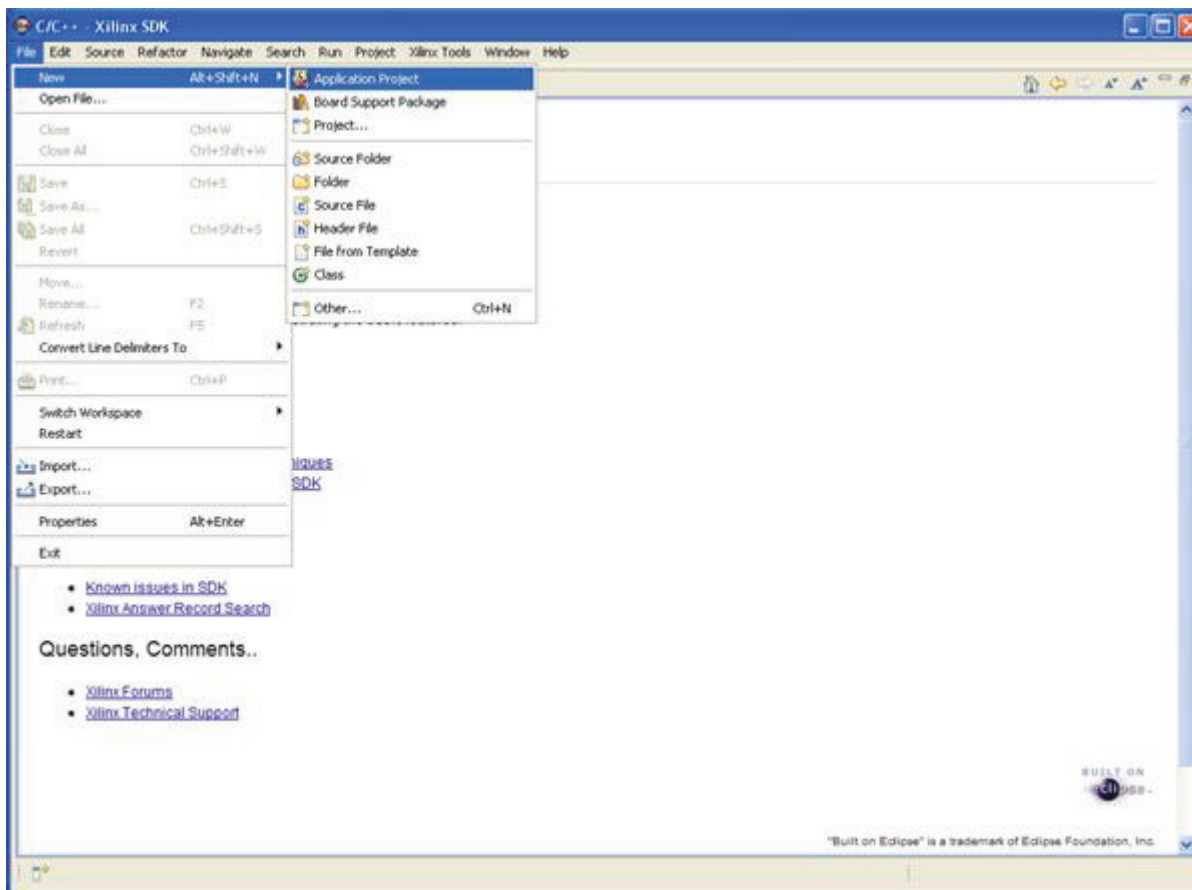 C/C++ - Xilinx SDK
File Edit Source Refactor Navigate Search Run Project Xilinx Tools Window Help
New Alt+Shift+N
Open File...
Close Ctrl+W
Close All Ctrl+Shift+W
Save Ctrl+S
Save As...
Save All Ctrl+Shift+S
Revert
Move...
Rename... F2
Refresh F5
Convert Line Delimiters To
Print... Ctrl+P
Switch Workspace
Restart
Import...
Export...
Properties Alt+Enter
Exit
Application Project
Board Support Package
Project...
Source Folder
Folder
Source File
Header File
File from Template
Class
Other... Ctrl+N
iques
SDK
Known issues in SDK
Xilinx Answer Record Search
Questions, Comments..
Xilinx Forums
Xilinx Technical Support
BUILT ON
eclipse
"Built on Eclipse" is a trademark of Eclipse Foundation, Inc.